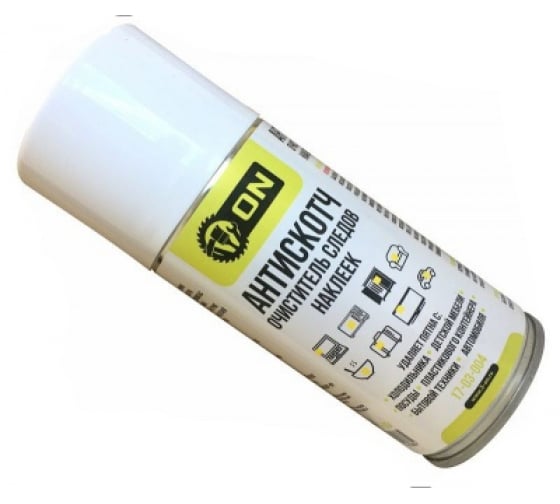 ON
АНТИСКОТЧ
ОЧИСТИТЕЛЬ СЛЕДОВ
НАКЛЕЕК
УДАЛЯЕТ ПЯТНА С:
• ХОЛОДИЛЬНИКА • ДЕТСКОЙ МЕБЕЛИ •
• ПОСУДЫ • ПЛАСТИКОВОГО КОНТЕЙНЕРА •
БЫТОВОЙ ТЕХНИКИ • АВТОМОБИЛЯ •
17-03-004